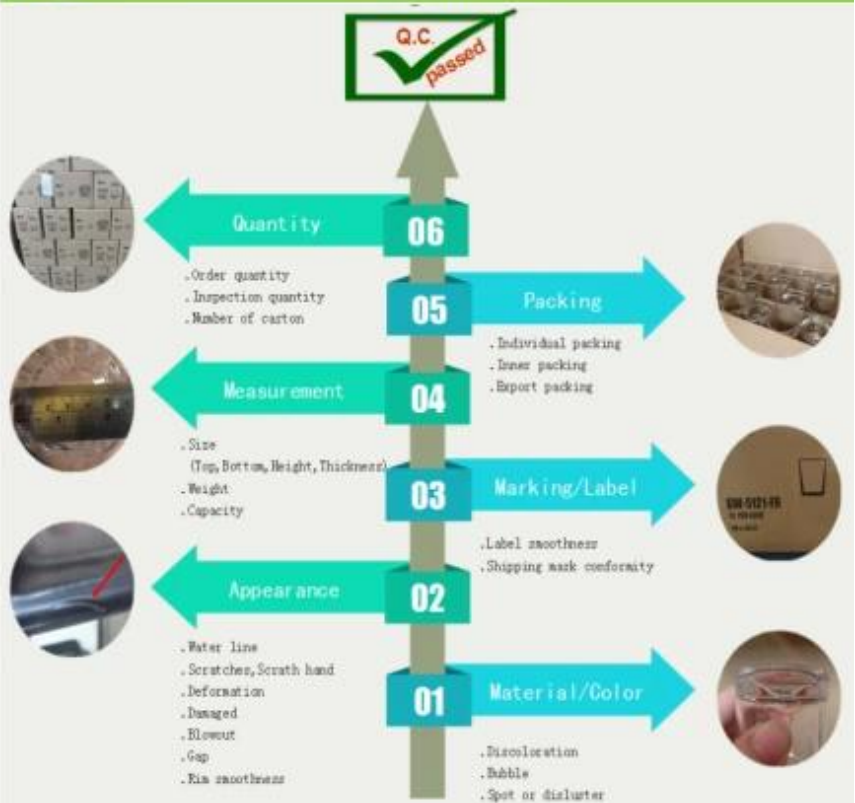 Q.C.
passed
Quantity
06
.Order quantity
.Inspection quantity
.Number of carton
05
Packing
.Individual packing
.Inner packing
.Export packing
Measurement
04
.Size
(Top,Bottom,Height,Thickness)
.Weight
.Capacity
03
Marking/Label
.Label smoothness
.Shipping mark conformity
Appearance
02
.Water line
.Scratches,Scrath hand
.Deformation
.Damaged
.Blowout
.Gap
.Rim smoothness
01
Material/Color
.Discoloration
.Bubble
.Spot or disluster